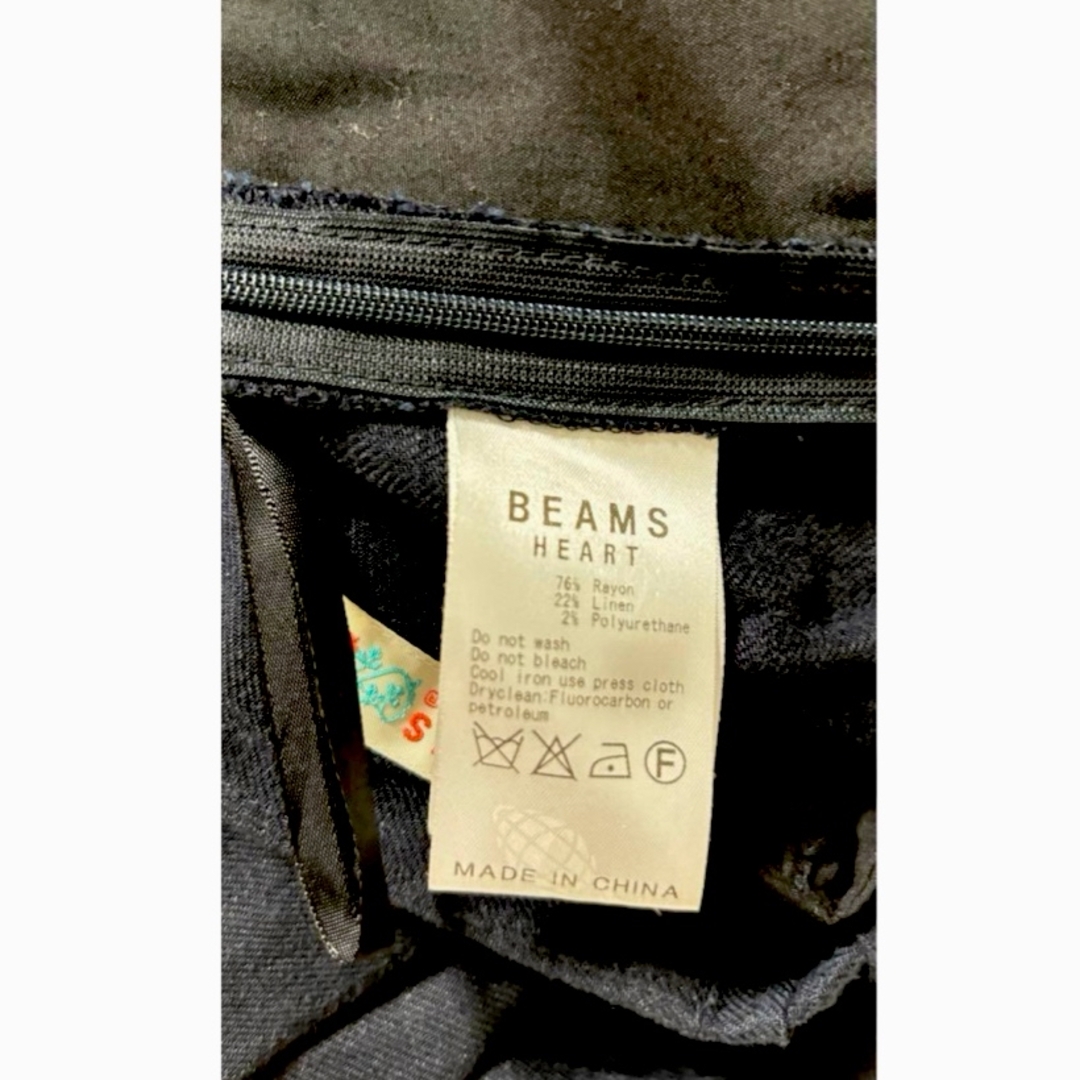 BEAMS
HEART
76% Rayon
22% Linen
2% Polyurethane
Do not wash
Do not bleach
Cool iron use press cloth
Dryclean:Fluorocarbon or
petroleum
F
MADE IN CHINA
S